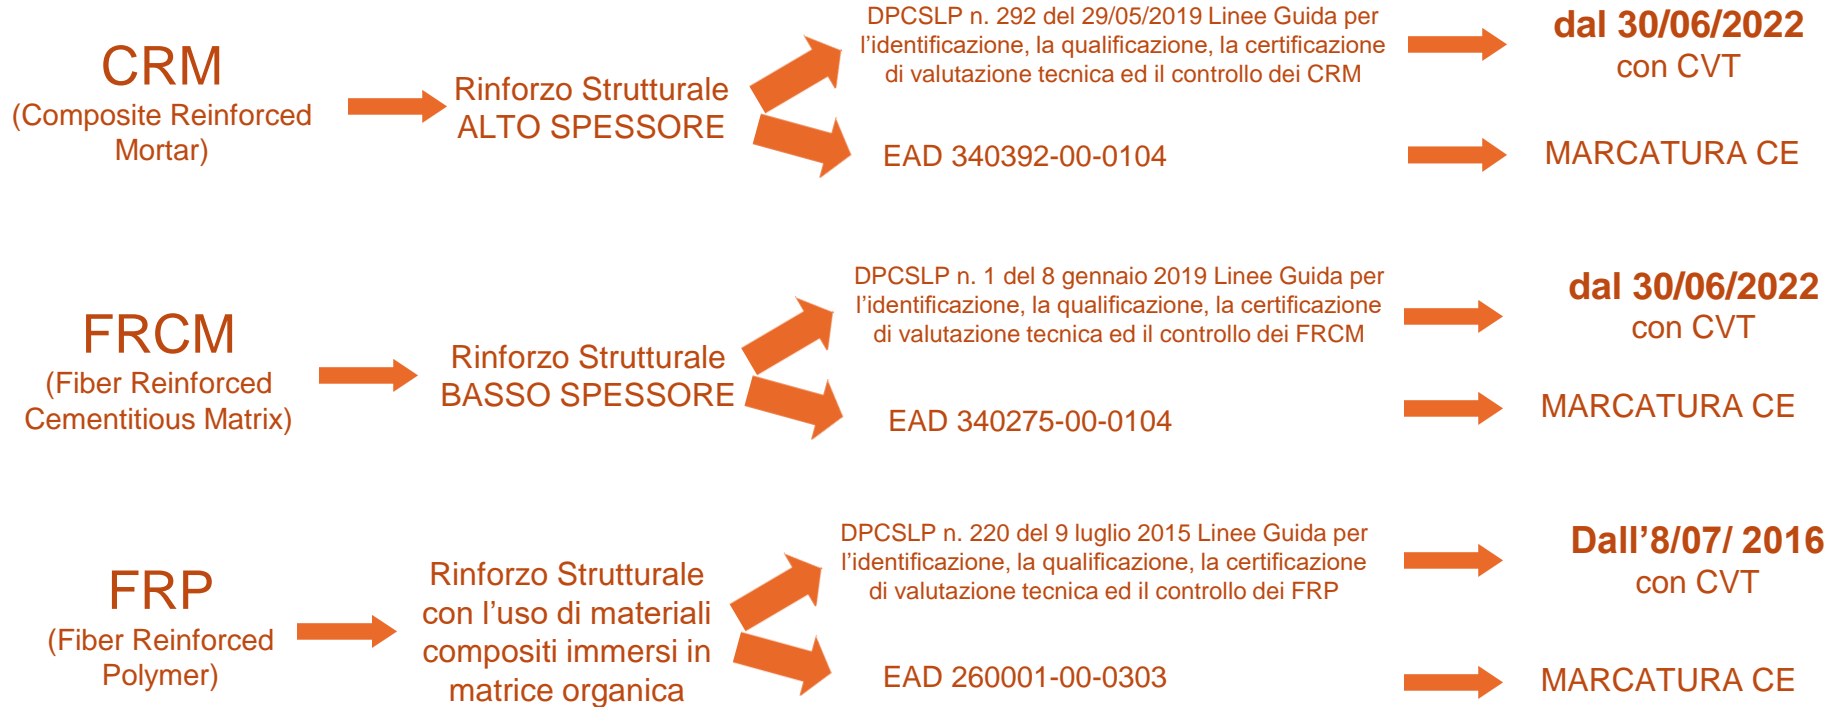 CRM
(Composite Reinforced
Mortar)
Rinforzo Strutturale
ALTO SPESSORE
DPCSLP n. 292 del 29/05/2019 Linee Guida per
l’identificazione, la qualificazione, la certificazione
di valutazione tecnica ed il controllo dei CRM
dal 30/06/2022
con CVT
EAD 340392-00-0104
MARCATURA CE
FRCM
(Fiber Reinforced
Cementitious Matrix)
Rinforzo Strutturale
BASSO SPESSORE
DPCSLP n. 1 del 8 gennaio 2019 Linee Guida per
l’identificazione, la qualificazione, la certificazione
di valutazione tecnica ed il controllo dei FRCM
dal 30/06/2022
con CVT
EAD 340275-00-0104
MARCATURA CE
FRP
(Fiber Reinforced
Polymer)
Rinforzo Strutturale
con l’uso di materiali
compositi immersi in
matrice organica
DPCSLP n. 220 del 9 luglio 2015 Linee Guida per
l’identificazione, la qualificazione, la certificazione
di valutazione tecnica ed il controllo dei FRP
Dall’8/07/ 2016
con CVT
EAD 260001-00-0303
MARCATURA CE